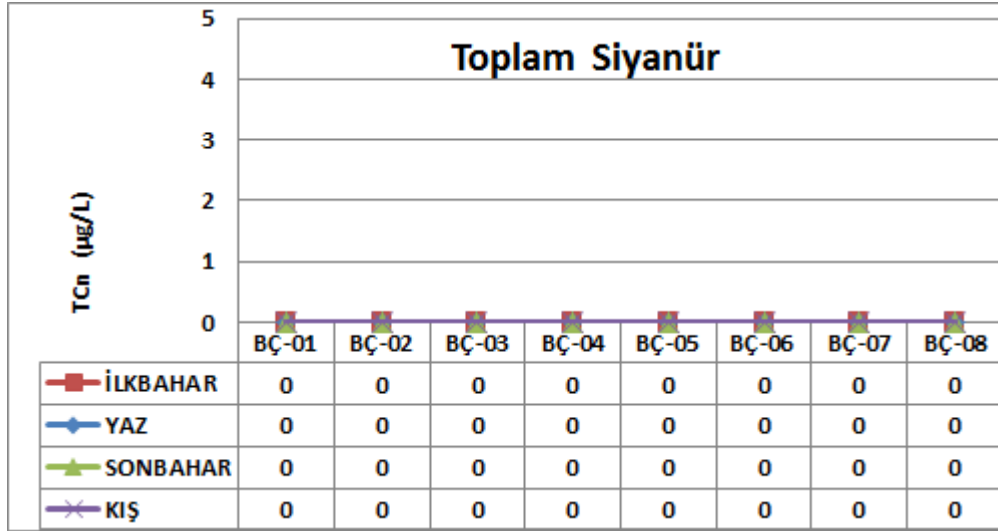 Toplam Siyanür
TCn (µg/L)
5
4
3
2
1
0
BÇ-01 BÇ-02 BÇ-03 BÇ-04 BÇ-05 BÇ-06 BÇ-07 BÇ-08
İLKBAHAR 0 0 0 0 0 0 0 0
YAZ 0 0 0 0 0 0 0 0
SONBAHAR 0 0 0 0 0 0 0 0
KIŞ 0 0 0 0 0 0 0 0